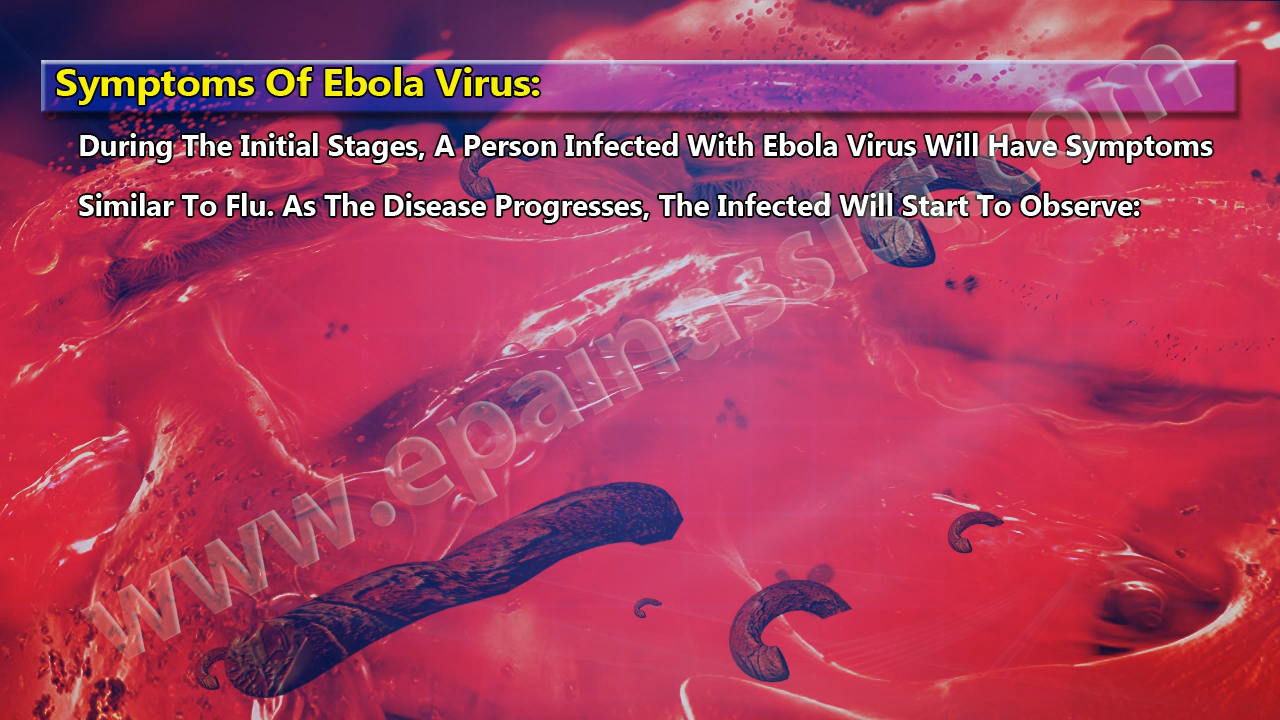 Symptoms Of Ebola Virus:
During The Initial Stages, A Person Infected With Ebola Virus Will Have Symptoms
Similar To Flu. As The Disease Progresses, The Infected Will Start To Observe:
www.epainassist.com